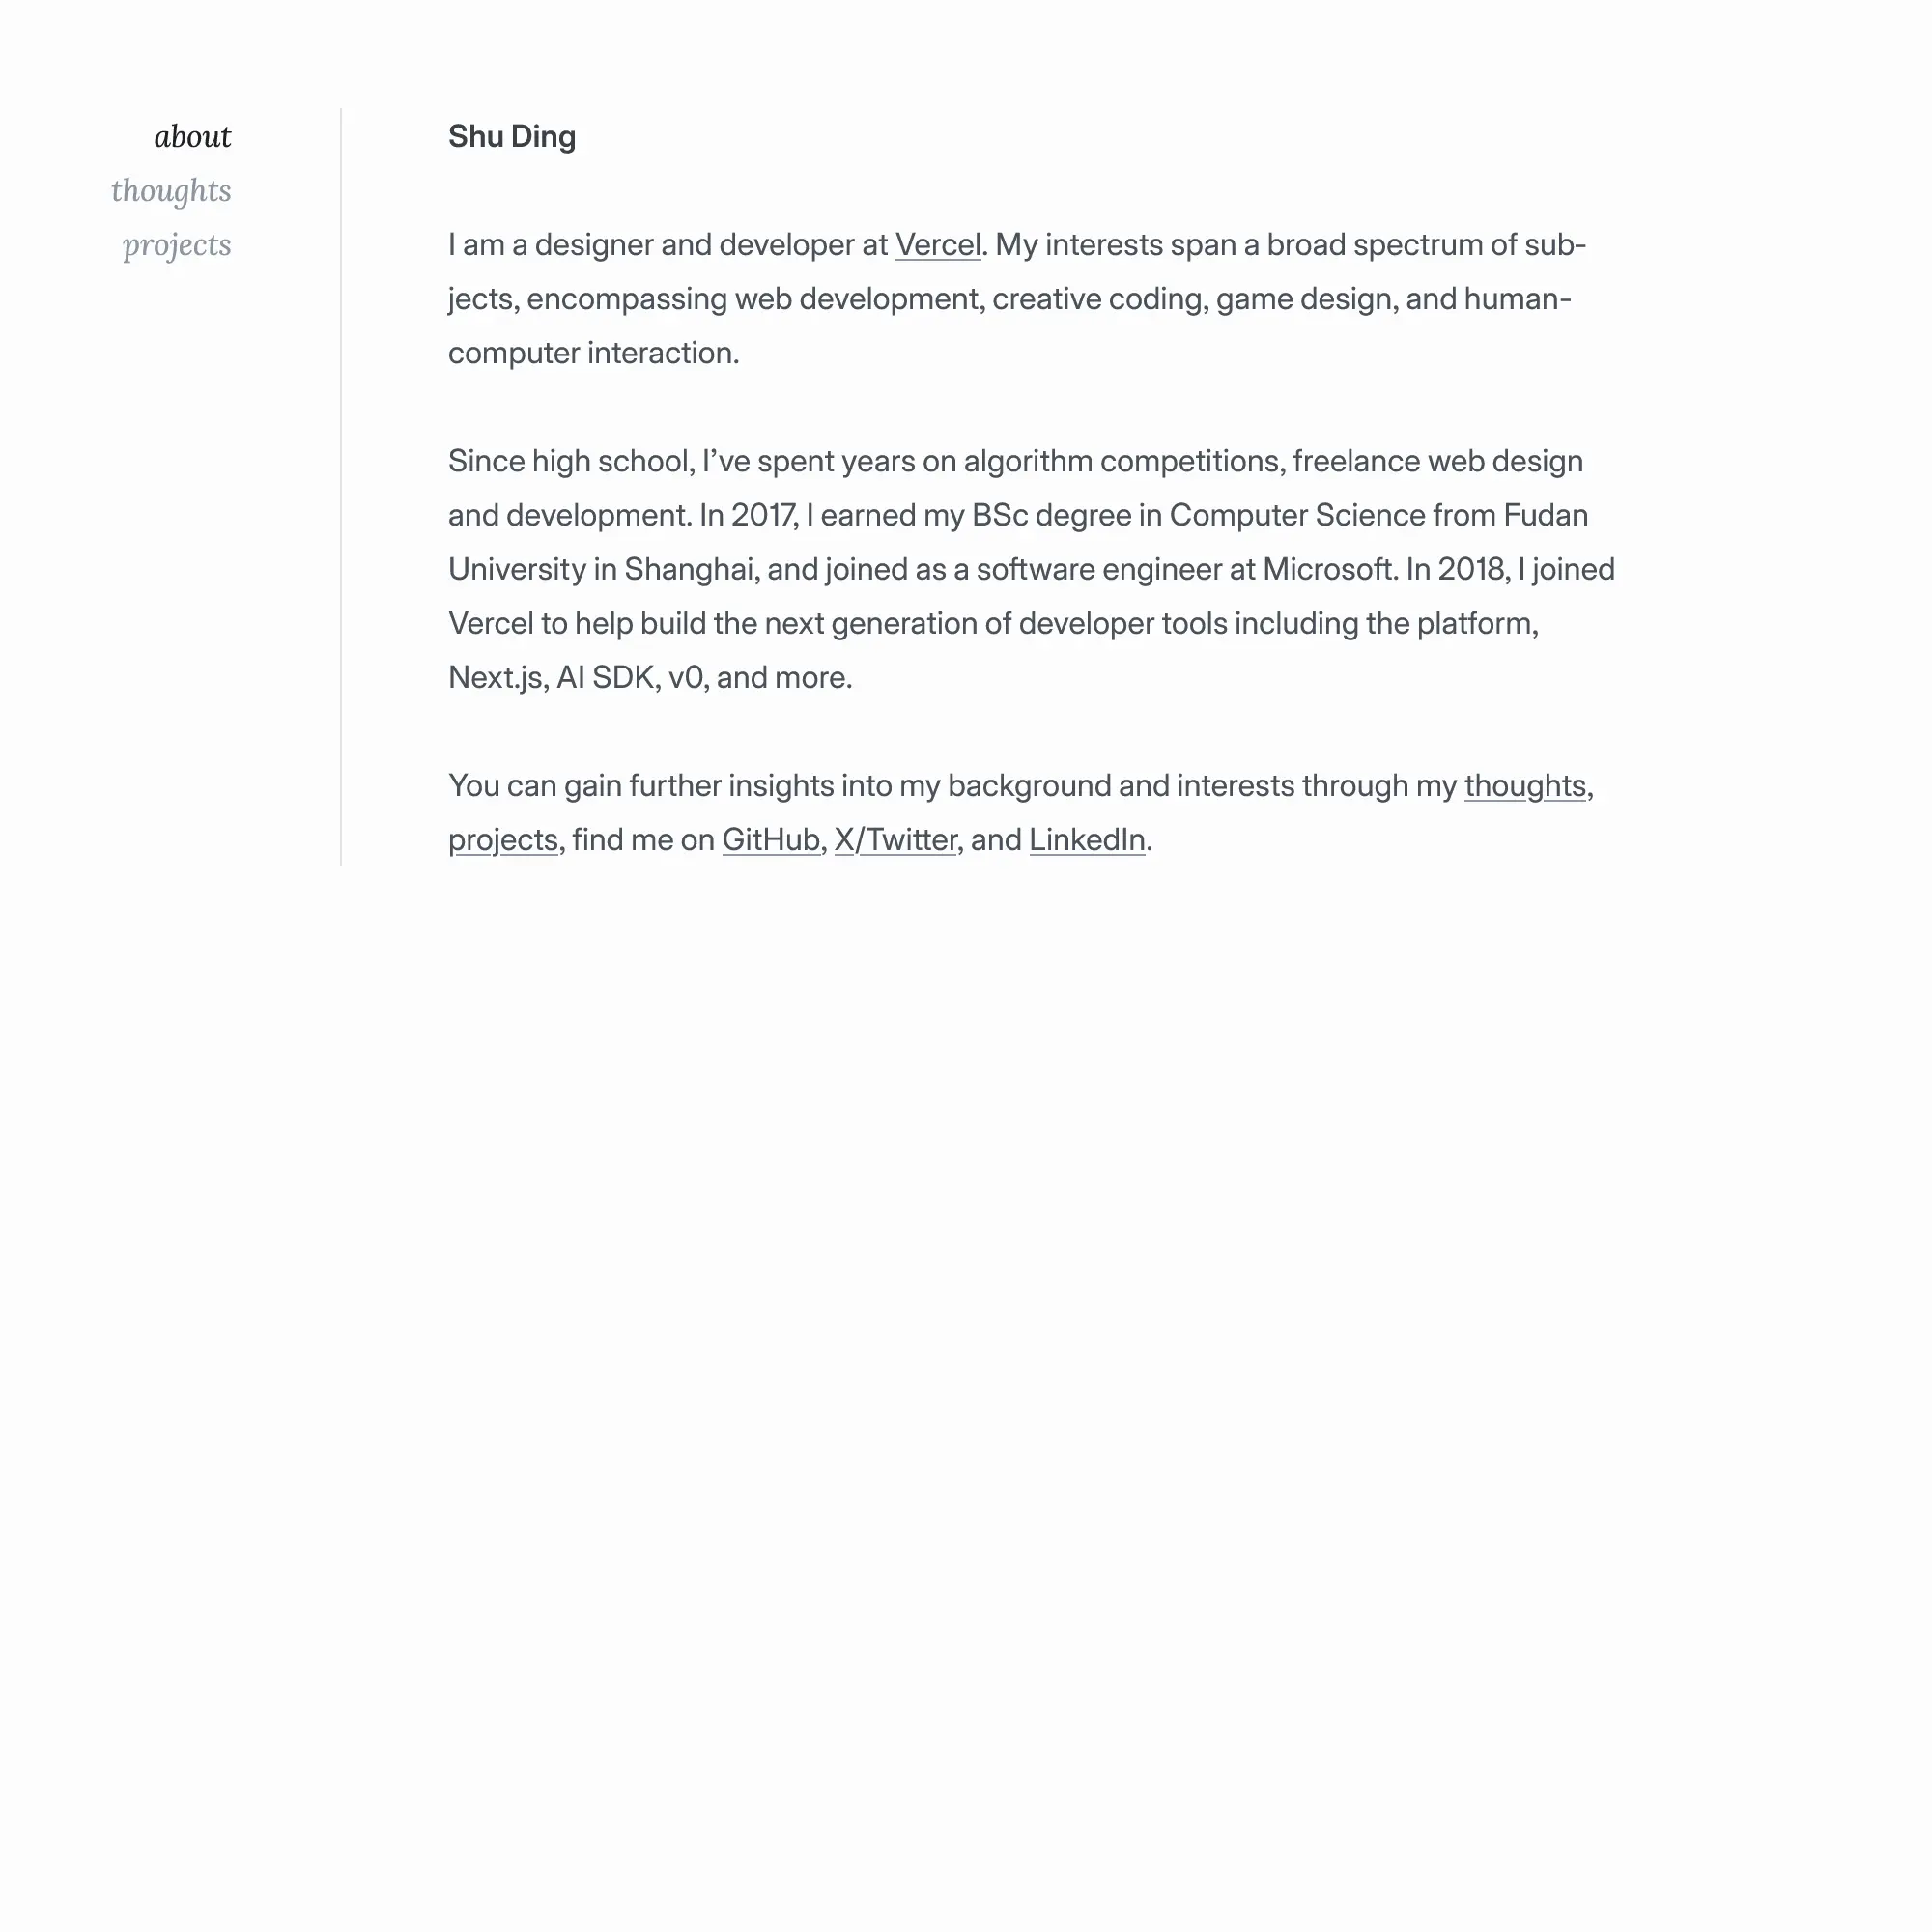 about
thoughts
projects
Shu Ding
I am a designer and developer at Vercel. My interests span a broad spectrum of sub-
jects, encompassing web development, creative coding, game design, and human-
computer interaction.
Since high school, I’ve spent years on algorithm competitions, freelance web design
and development. In 2017, I earned my BSc degree in Computer Science from Fudan
University in Shanghai, and joined as a software engineer at Microsoft. In 2018, I joined
Vercel to help build the next generation of developer tools including the platform,
Next.js, AI SDK, v0, and more.
You can gain further insights into my background and interests through my thoughts,
projects, find me on GitHub, X/Twitter, and LinkedIn.